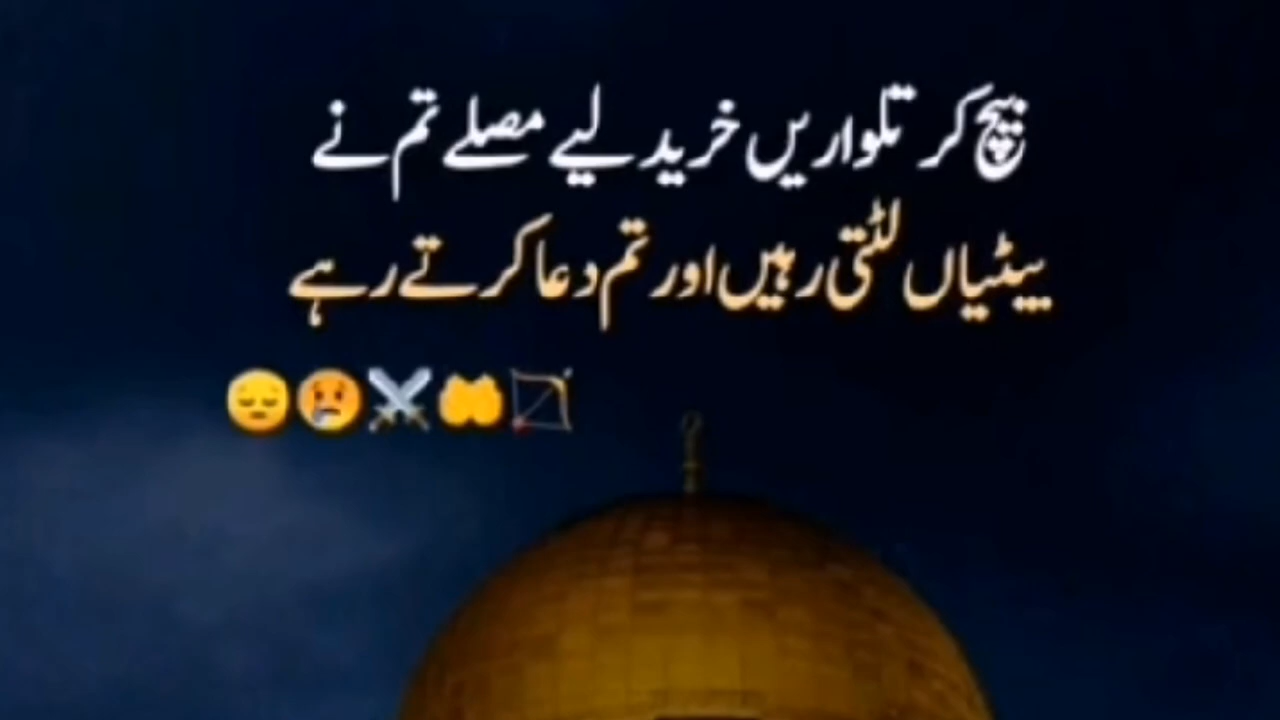 بیچ کر تلواریں خرید لیے مصلے تم نے
بیٹیاں لٹتی رہیں اور تم دعا کرتے رہے
😔😢⚔️🤲🏹